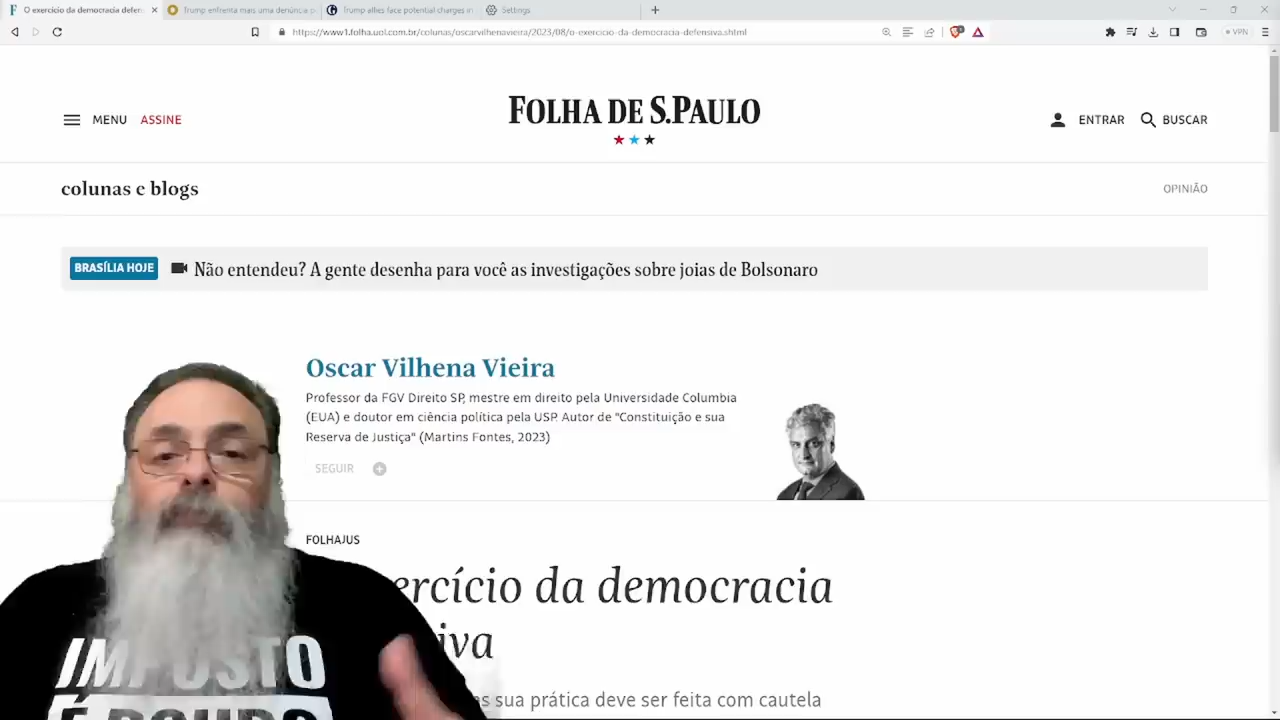 O exercício da democracia defen
Trump enfrenta mais uma denúncia p
Trump allies face potential charges in
Settings
https://www1.folha.uol.com.br/colunas/oscarvilhenavieira/2023/08/o-exercicio-da-democracia-defensiva.shtml
VPN
MENU ASSINE
FOLHA DE S.PAULO
ENTRAR BUSCAR
colunas e blogs
OPINIÃO
BRASÍLIA HOJE Não entendeu? A gente desenha para você as investigações sobre joias de Bolsonaro
Oscar Vilhena Vieira
Professor da FGV Direito SP, mestre em direito pela Universidade Columbia
(EUA) e doutor em ciência política pela USP. Autor de "Constituição e sua
Reserva de Justiça" (Martins Fontes, 2023)
SEGUIR
FOLHAJUS
ercício da democracia
iva
s sua prática deve ser feita com cautela
IMPOSTO
É ROUBO